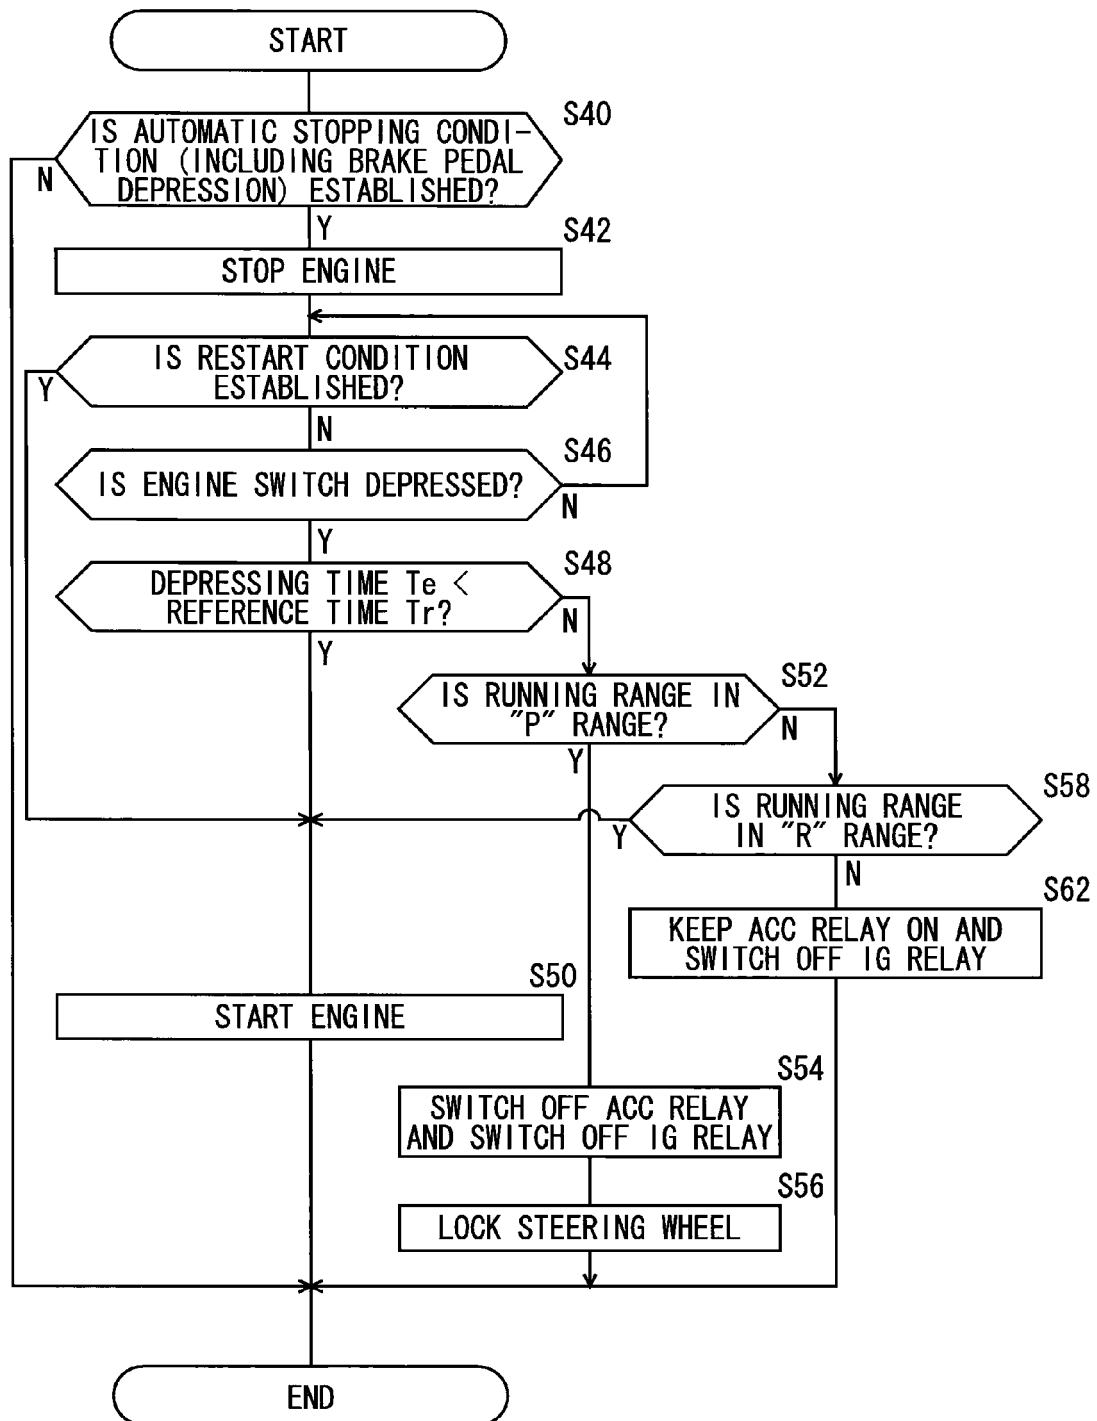 START
S40
IS AUTOMATIC STOPPING CONDI-
TION (INCLUDING BRAKE PEDAL
DEPRESSION) ESTABLISHED?
N
Y
S42
STOP ENGINE
IS RESTART CONDITION
ESTABLISHED?
S44
Y
N
S46
IS ENGINE SWITCH DEPRESSED?
N
Y
S48
DEPRESSING TIME Te <
REFERENCE TIME Tr?
N
Y
S52
IS RUNNING RANGE IN
"P" RANGE?
N
Y
S58
IS RUNNING RANGE
IN "R" RANGE?
Y
N
S62
KEEP ACC RELAY ON AND
SWITCH OFF IG RELAY
S50
START ENGINE
S54
SWITCH OFF ACC RELAY
AND SWITCH OFF IG RELAY
S56
LOCK STEERING WHEEL
END